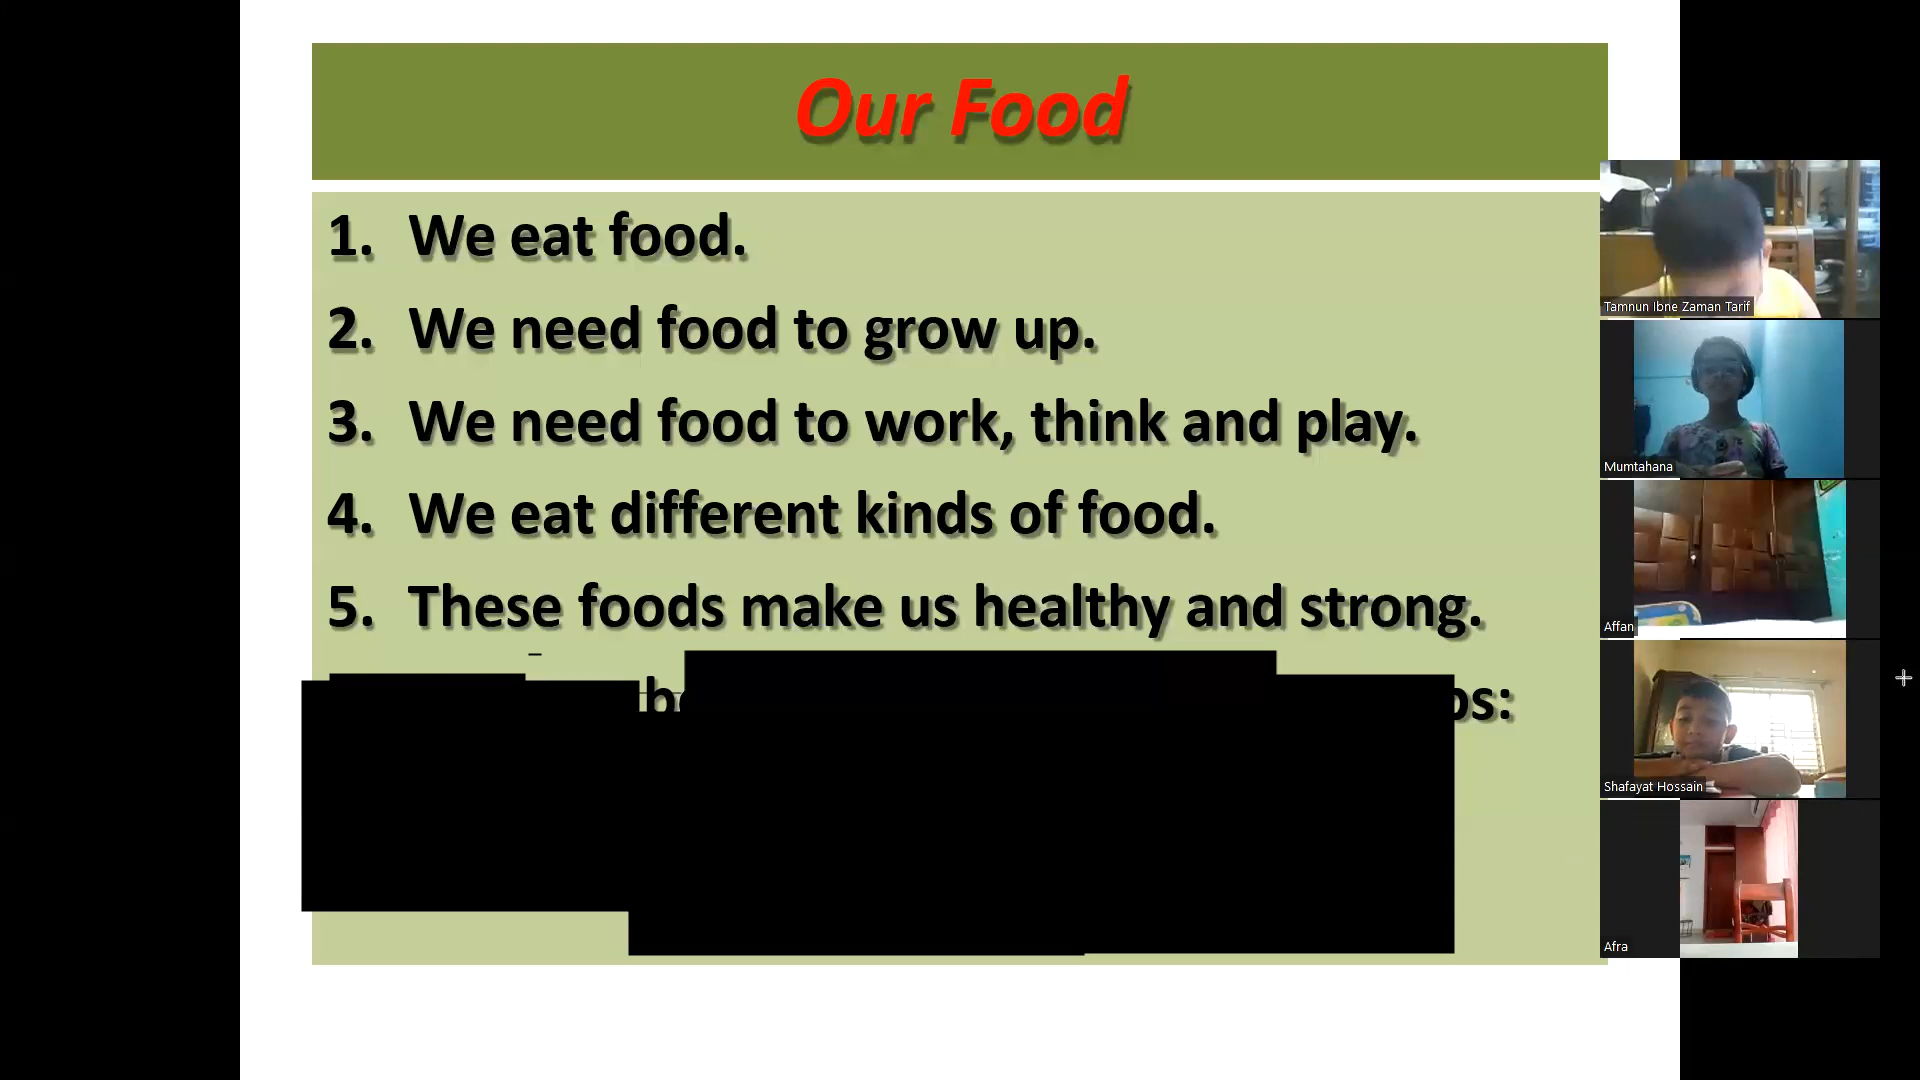 Our Food
1. We eat food.
2. We need food to grow up.
3. We need food to work, think and play.
4. We eat different kinds of food.
5. These foods make us healthy and strong.
Tamnun Ibne Zaman Tarif
Mumtahana
Affan
Shafayat Hossain
Afra